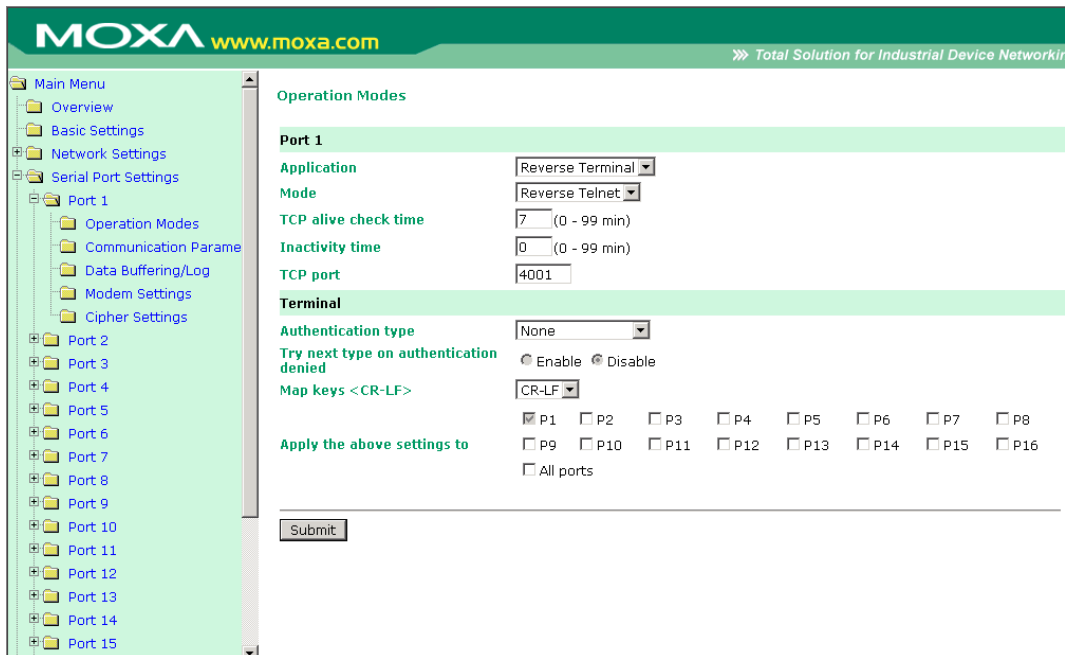 MOXA www.moxa.com
Total Solution for Industrial Device Networkin
Main Menu
Overview
Basic Settings
Network Settings
Serial Port Settings
Port 1
Operation Modes
Communication Parame
Data Buffering/Log
Modem Settings
Cipher Settings
Port 2
Port 3
Port 4
Port 5
Port 6
Port 7
Port 8
Port 9
Port 10
Port 11
Port 12
Port 13
Port 14
Port 15
Operation Modes
Port 1
Application Reverse Terminal
Mode Reverse Telnet
TCP alive check time 7 (0 - 99 min)
Inactivity time 0 (0 - 99 min)
TCP port 4001
Terminal
Authentication type None
Try next type on authentication
denied Enable Disable
Map keys <CR-LF> CR-LF
P1 P2 P3 P4 P5 P6 P7 P8
Apply the above settings to P9 P10 P11 P12 P13 P14 P15 P16
All ports
Submit